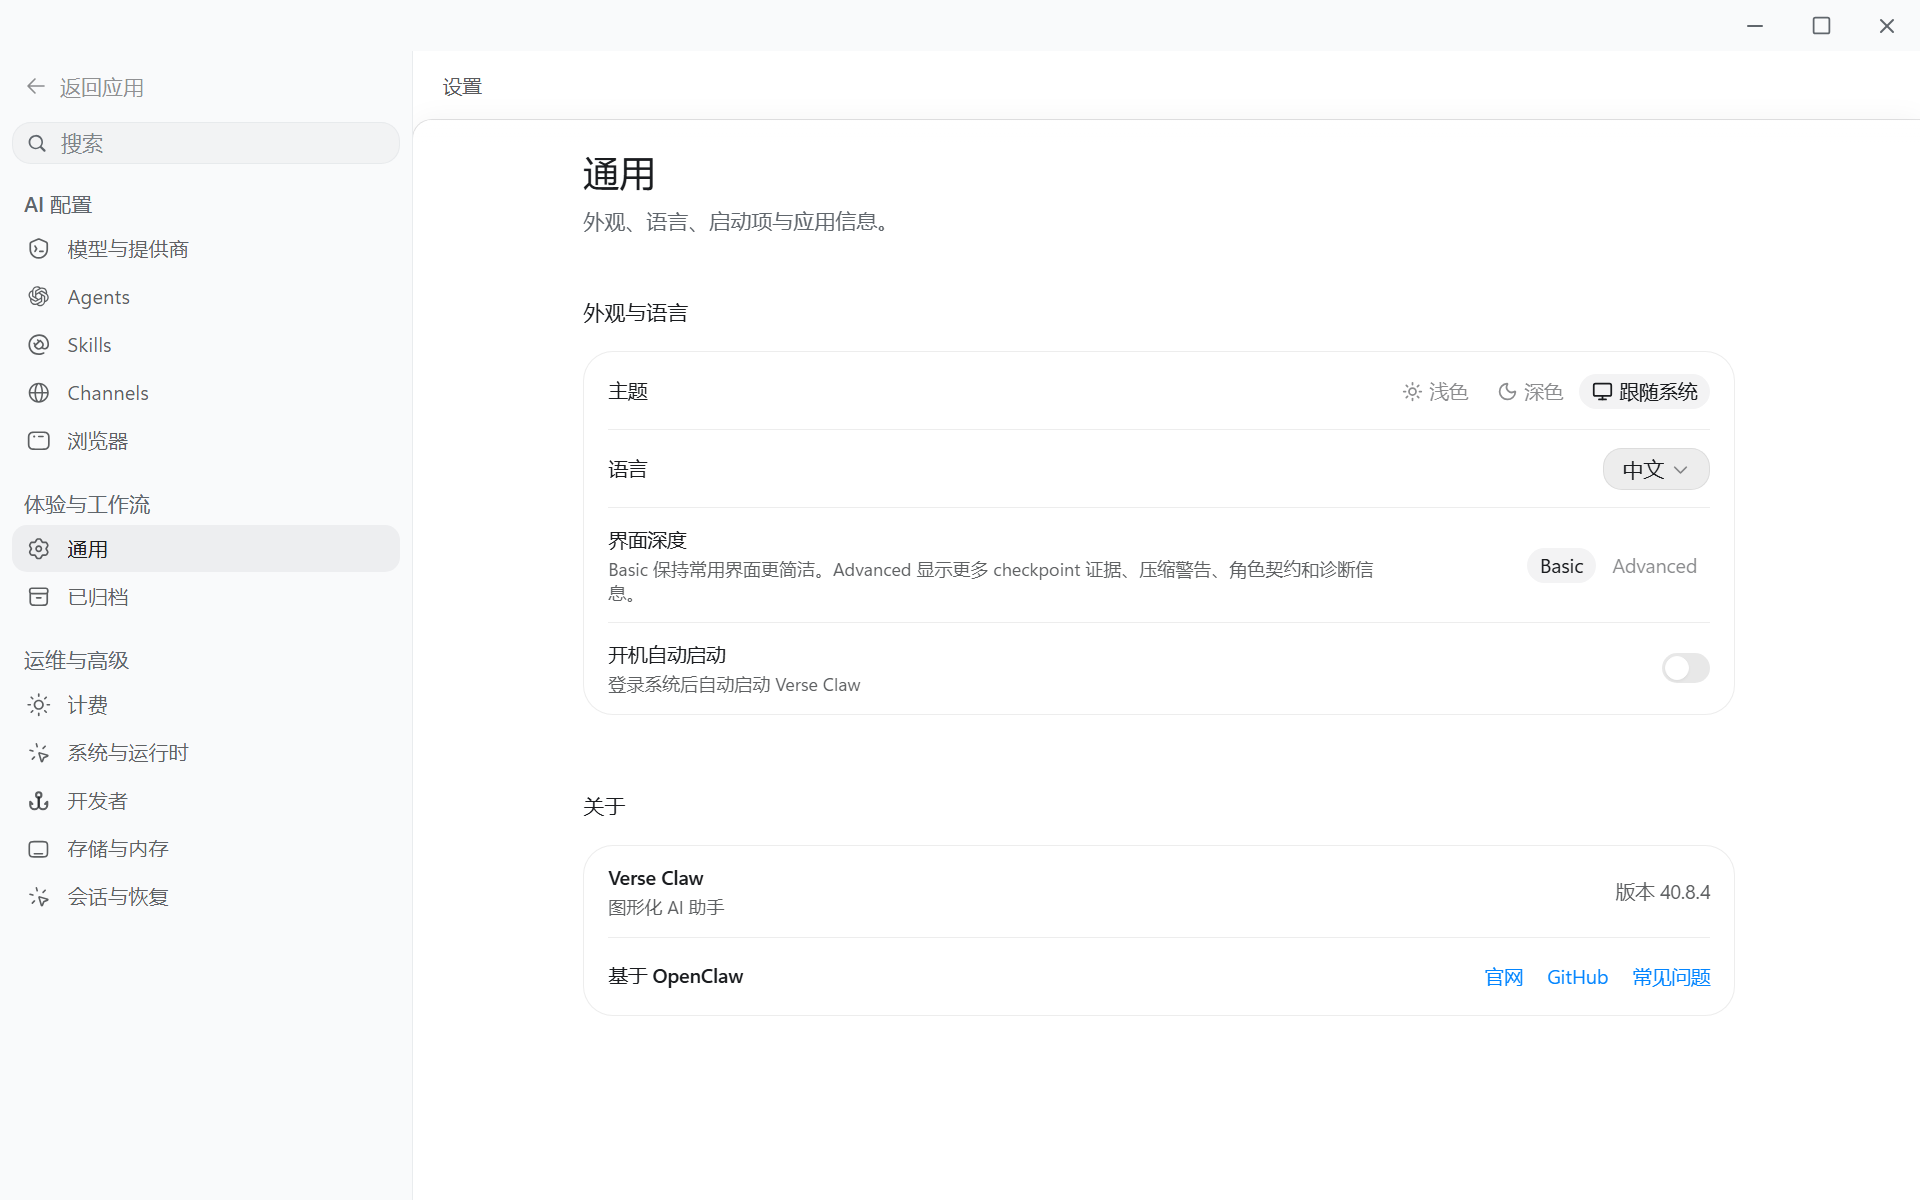 返回应用
搜索
AI 配置
模型与提供商
Agents
Skills
Channels
浏览器
体验与工作流
通用
已归档
运维与高级
计费
系统与运行时
开发者
存储与内存
会话与恢复
设置
通用
外观、语言、启动项与应用信息。
外观与语言
主题 浅色 深色 跟随系统
语言 中文
界面深度
Basic 保持常用界面更简洁。Advanced 显示更多 checkpoint 证据、压缩警告、角色契约和诊断信
息。
Basic Advanced
开机自动启动
登录系统后自动启动 Verse Claw
关于
Verse Claw
图形化 AI 助手
版本 40.8.4
基于 OpenClaw 官网 GitHub 常见问题